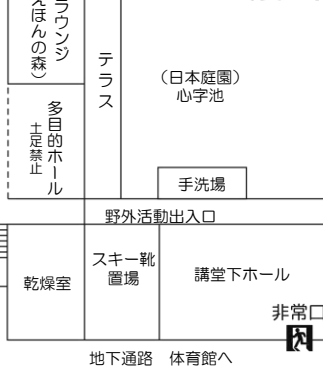 ラウンジ
えほんの森）
テラス
（日本庭園）
心字池
多目的ホール
土足禁止
手洗場
野外活動出入口
乾燥室
スキー靴
置場
講堂下ホール
非常口
地下通路　体育館へ